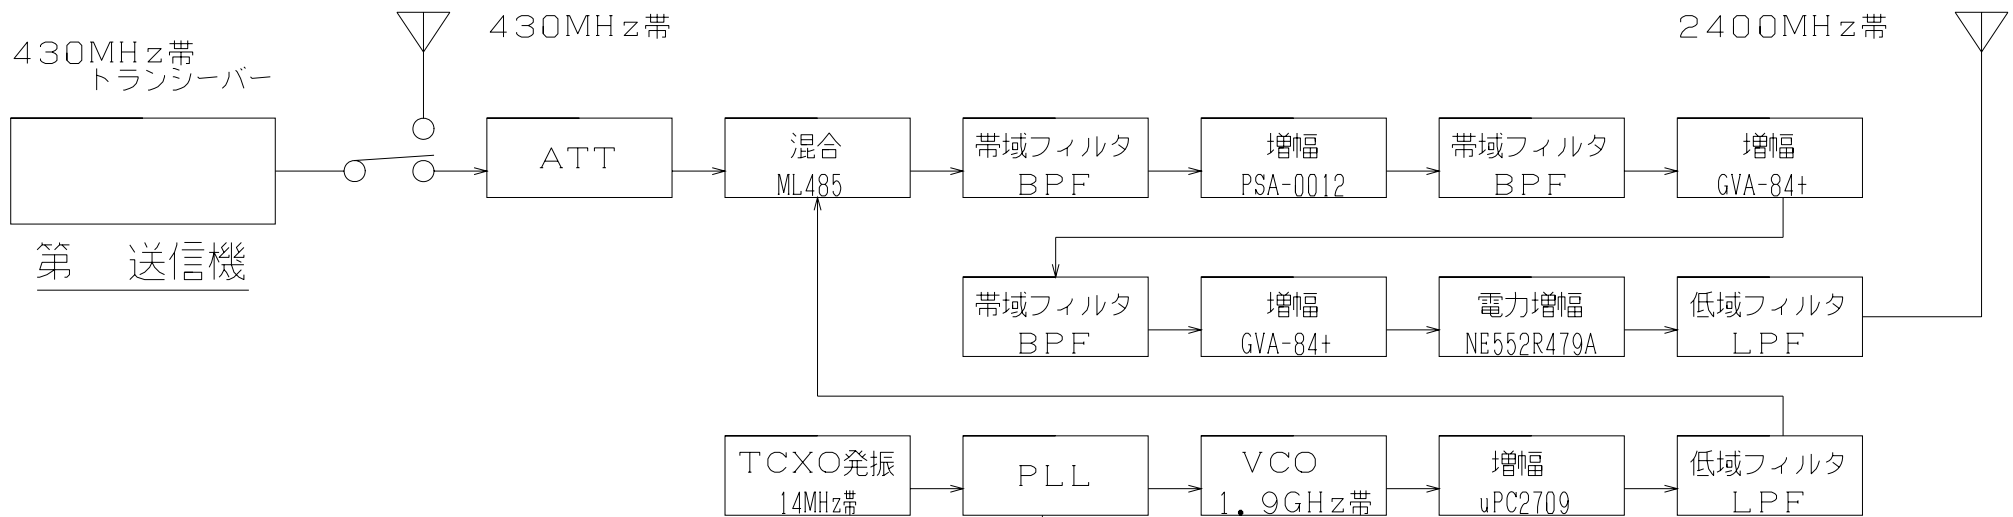 430MHz帯
トランシーバー
430MHz帯
2400MHz帯
第　送信機
ATT
混合
ML485
帯域フィルタ
BPF
増幅
PSA-0012
帯域フィルタ
BPF
増幅
GVA-84+
帯域フィルタ
BPF
増幅
GVA-84+
電力増幅
NE552R479A
低域フィルタ
LPF
TCXO発振
14MHz帯
PLL
VCO
1.9GHz帯
増幅
uPC2709
低域フィルタ
LPF